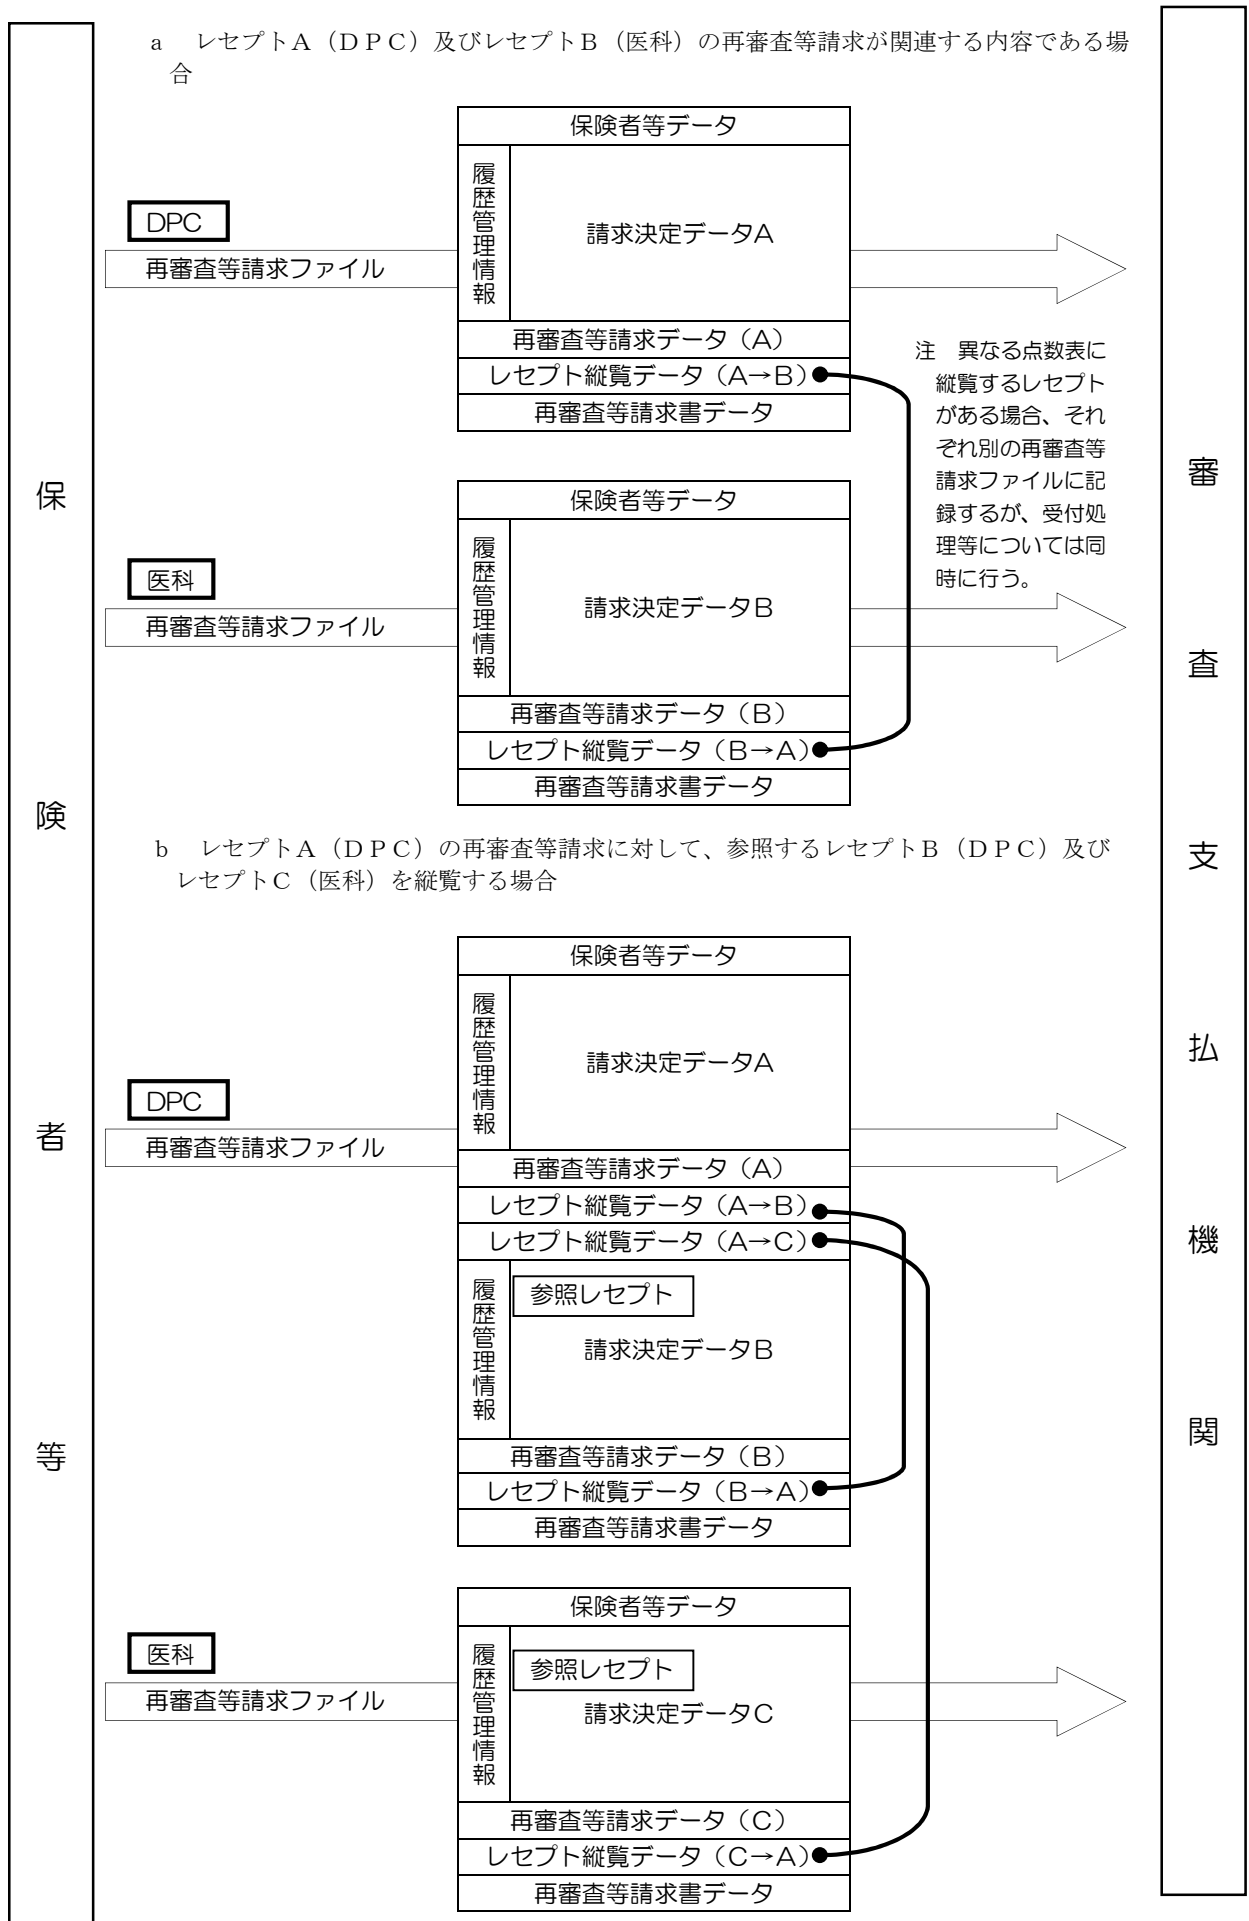 a　レセプトA（ＤＰＣ）及びレセプトＢ（医科）の再審査等請求が関連する内容である場
合
保険者等
審査支払機関
保険者等データ
履歴管理情報
請求決定データA
DPC
再審査等請求ファイル
再審査等請求データ（A）
レセプト縦覧データ（A→B）
再審査等請求書データ
注　異なる点数表に
縦覧するレセプト
がある場合、それ
ぞれ別の再審査等
請求ファイルに記
録するが、受付処
理等については同
時に行う。
保険者等データ
履歴管理情報
請求決定データB
医科
再審査等請求ファイル
再審査等請求データ（B）
レセプト縦覧データ（B→A）
再審査等請求書データ
b　レセプトA（ＤＰＣ）の再審査等請求に対して、参照するレセプトＢ（ＤＰＣ）及び
レセプトＣ（医科）を縦覧する場合
保険者等データ
履歴管理情報
請求決定データA
DPC
再審査等請求ファイル
再審査等請求データ（A）
レセプト縦覧データ（A→B）
レセプト縦覧データ（A→C）
履歴管理情報
参照レセプト
請求決定データB
再審査等請求データ（B）
レセプト縦覧データ（B→A）
再審査等請求書データ
保険者等データ
履歴管理情報
参照レセプト
請求決定データC
医科
再審査等請求ファイル
再審査等請求データ（C）
レセプト縦覧データ（C→A）
再審査等請求書データ